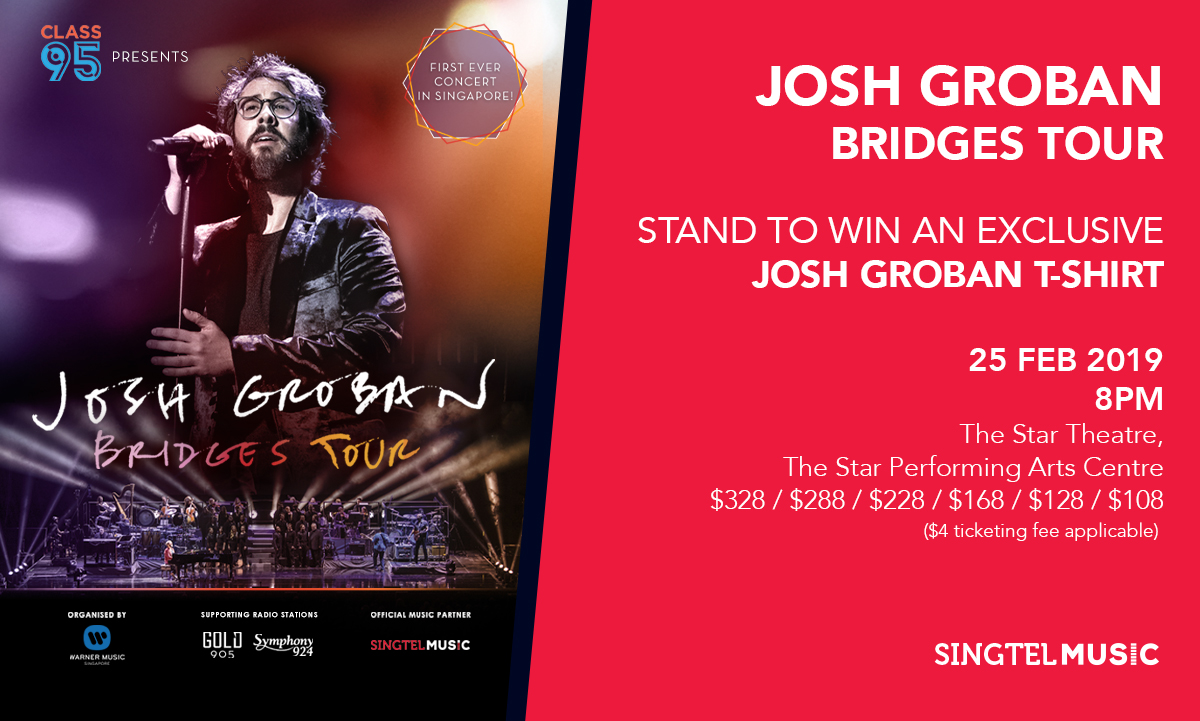 CLASS
95
PRESENTS
FIRST EVER
CONCERT
IN SINGAPORE!
JOSH GROBAN
BRIDGES TOUR
ORGANISED BY
WARNER MUSIC
SINGAPORE
SUPPORTING RADIO STATIONS
GOLD
905
Symphony
924
OFFICIAL MUSIC PARTNER
SINGTEL MUSIC
JOSH GROBAN
BRIDGES TOUR
STAND TO WIN AN EXCLUSIVE
JOSH GROBAN T-SHIRT
25 FEB 2019
8PM
The Star Theatre,
The Star Performing Arts Centre
$328 / $288 / $228 / $168 / $128 / $108
($4 ticketing fee applicable)
SINGTEL MUSIC